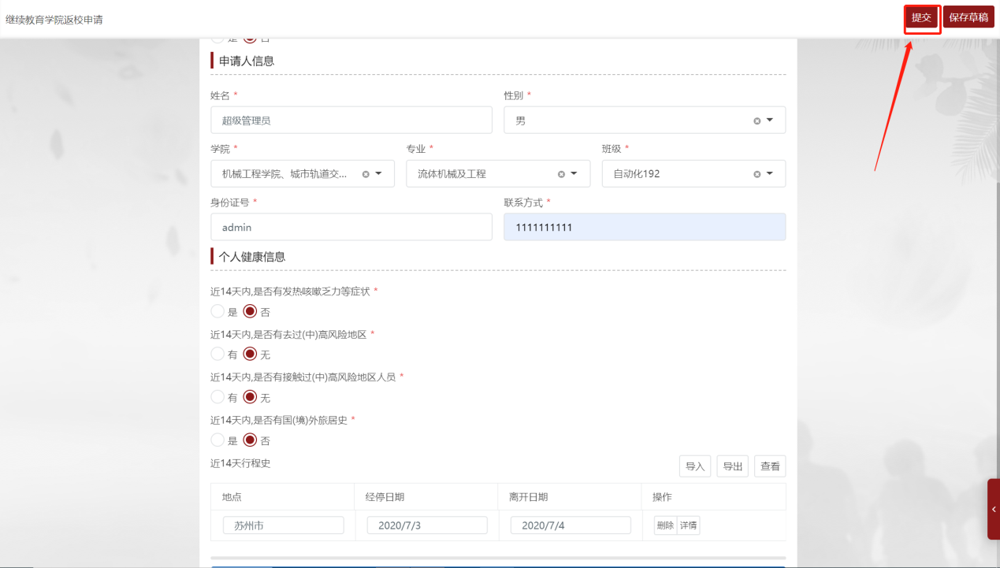 继续教育学院返校申请
提交 保存草稿
是 否
申请人信息
姓名 * 性别 *
超级管理员 男
学院 * 专业 * 班级 *
机械工程学院、城市轨道交... 流体机械及工程 自动化192
身份证号 * 联系方式 *
admin 1111111111
个人健康信息
近14天内,是否有发热咳嗽乏力等症状 *
是 否
近14天内,是否有去过(中)高风险地区 *
有 无
近14天内,是否有接触过(中)高风险地区人员 *
有 无
近14天内,是否有国(境)外旅居史 *
是 否
近14天行程史 导入 导出 查看
地点 经停日期 离开日期 操作
苏州市 2020/7/3 2020/7/4 删除 详情